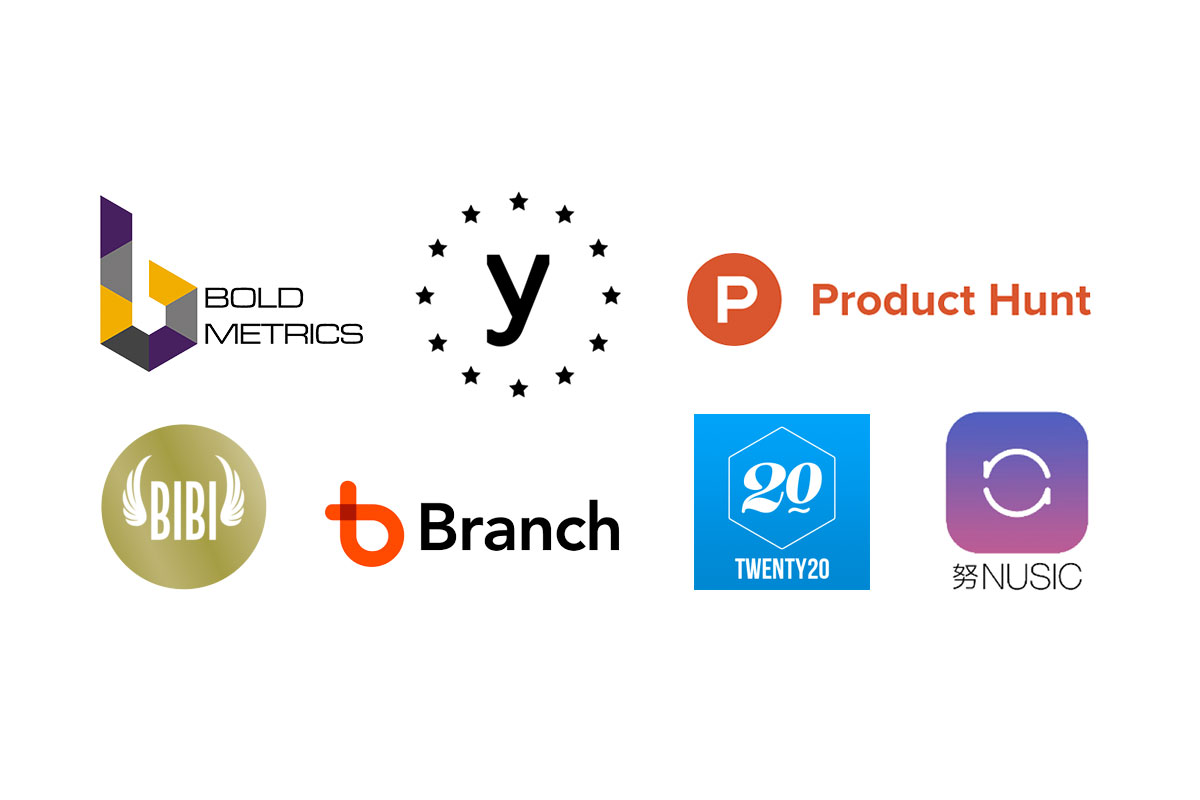 BOLD
METRICS
y
P
Product Hunt
BIBI
Branch
20
TWENTY20
努NUSIC